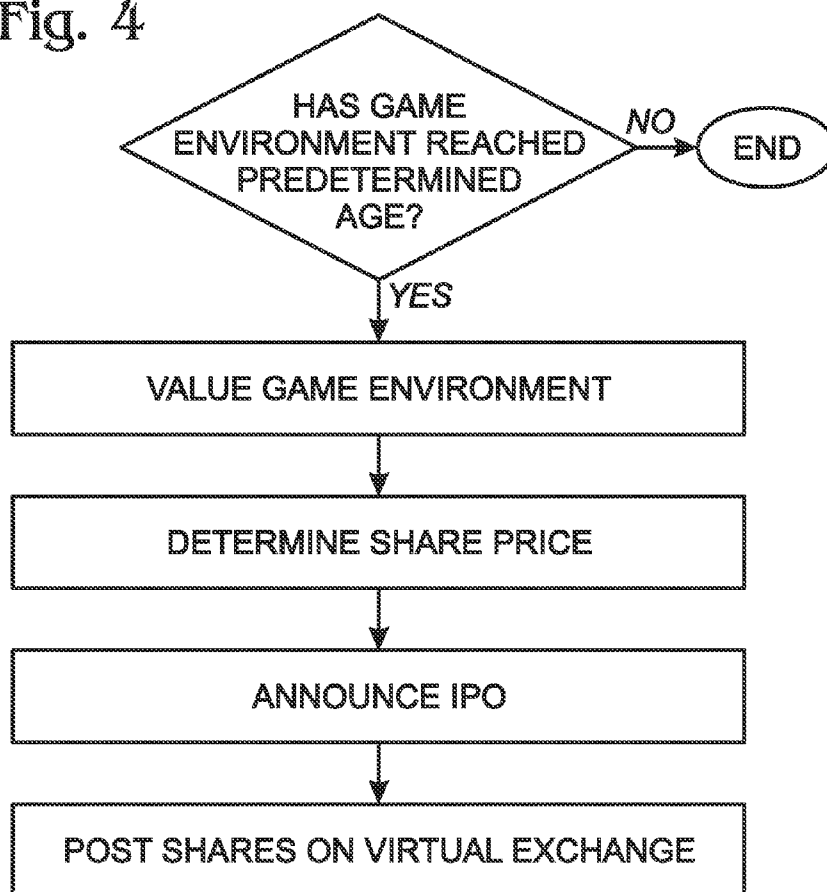 Fig. 4
HAS GAME
ENVIRONMENT REACHED
PREDETERMINED
AGE?
NO
END
YES
VALUE GAME ENVIRONMENT
DETERMINE SHARE PRICE
ANNOUNCE IPO
POST SHARES ON VIRTUAL EXCHANGE